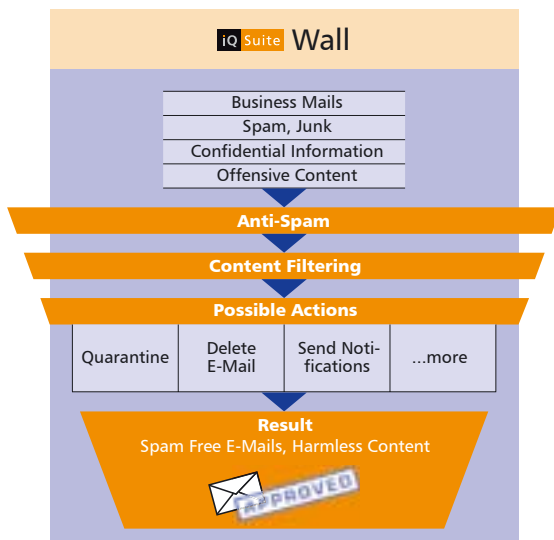 iQ Suite Wall
Business Mails
Spam, Junk
Confidential Information
Offensive Content
Anti-Spam
Content Filtering
Possible Actions
Quarantine
Delete
E-Mail
Send Noti-
fications
...more
Result
Spam Free E-Mails, Harmless Content
APPROVED